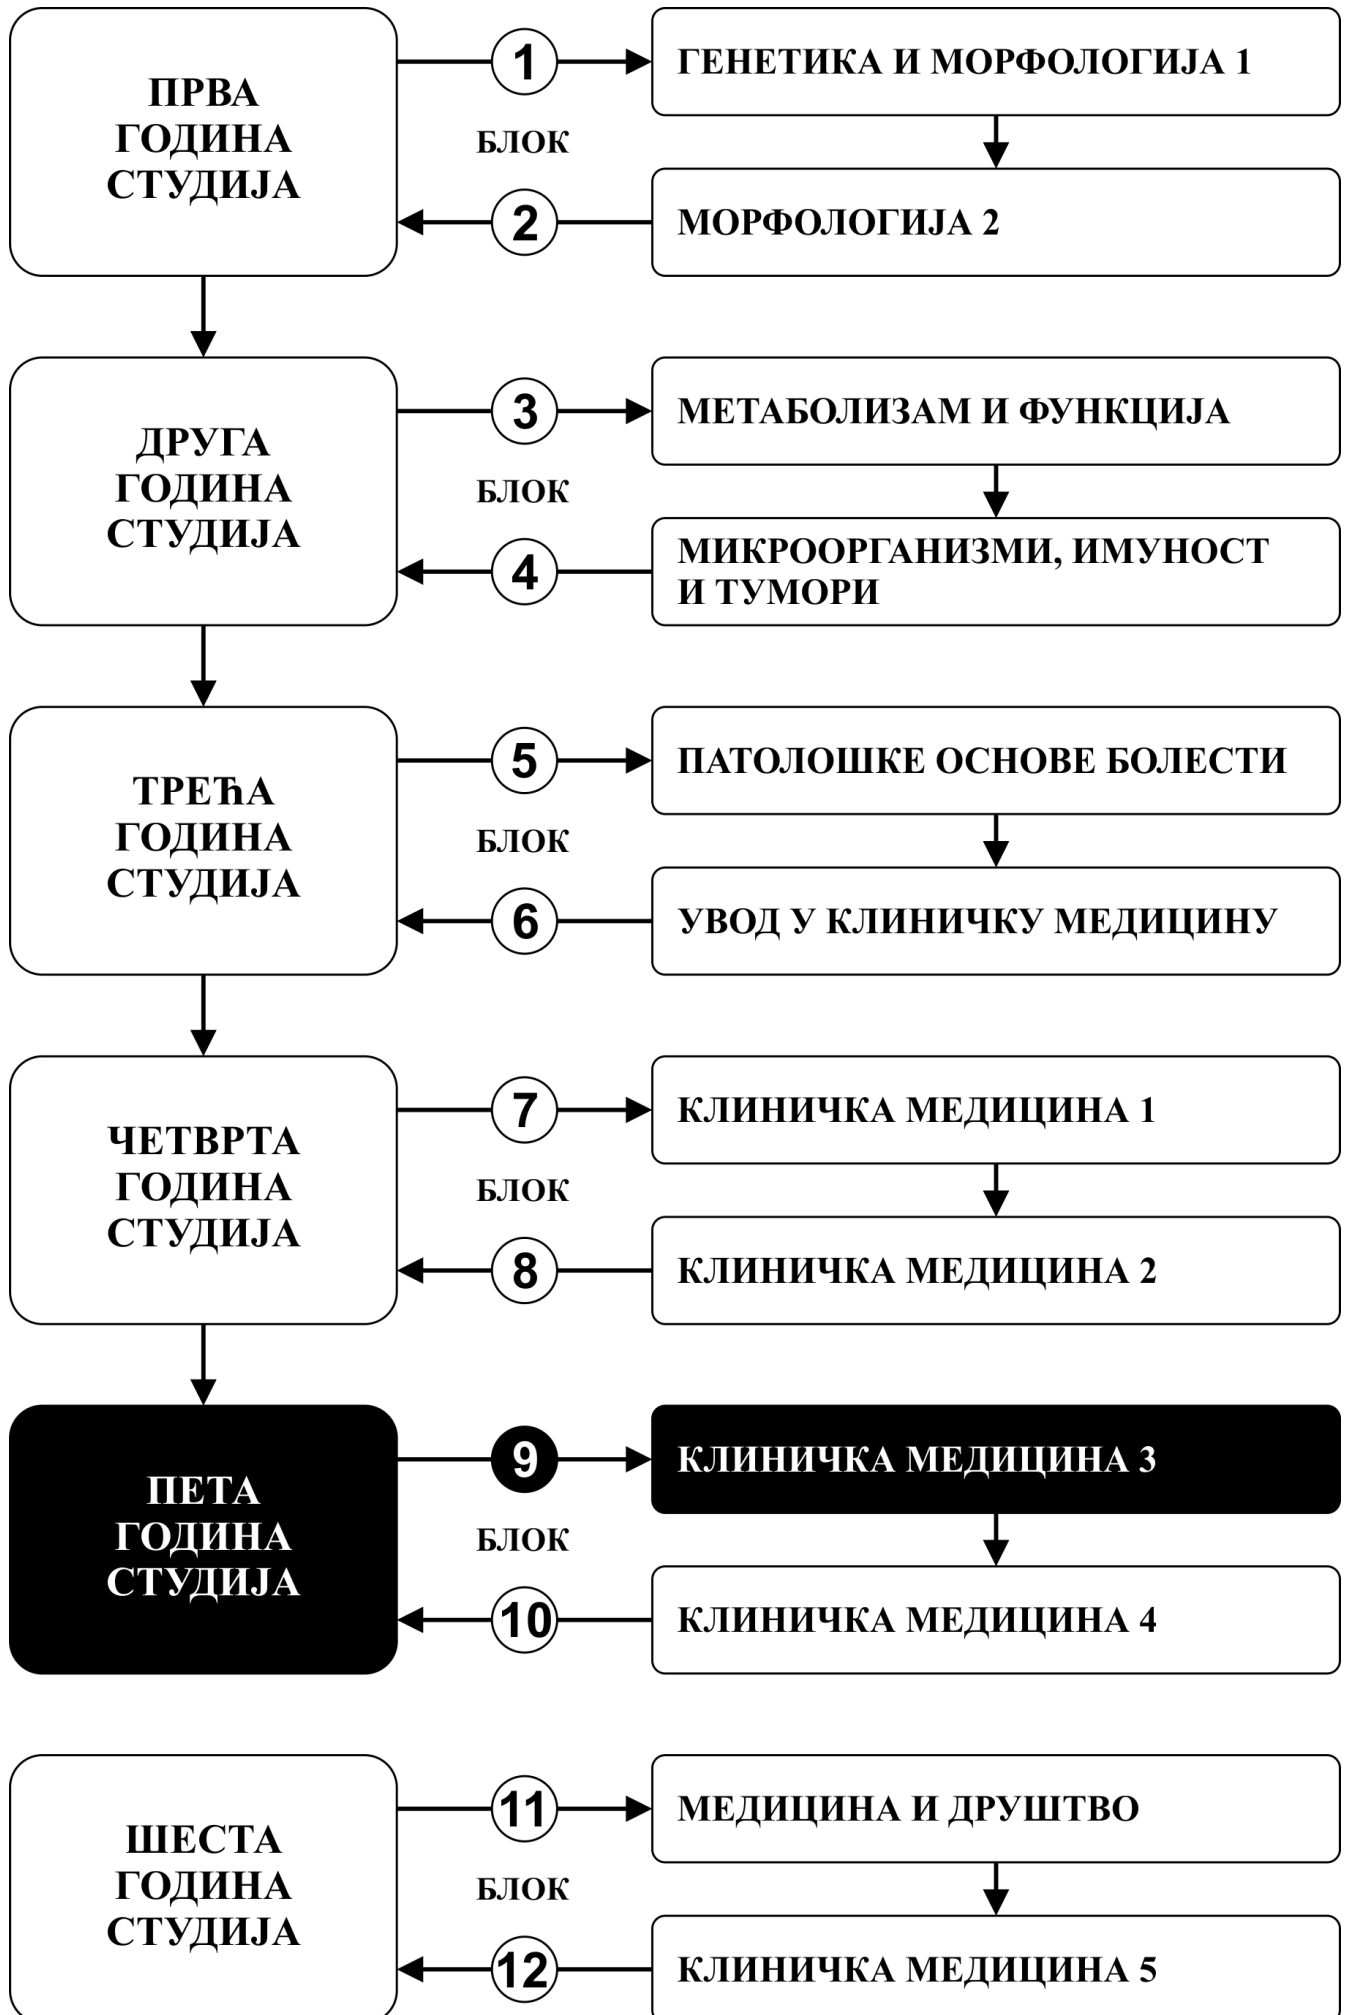 ПРВА
ГОДИНА
СТУДИЈА
1
ГЕНЕТИКА И МОРФОЛОГИЈА 1
БЛОК
2
МОРФОЛОГИЈА 2
ДРУГА
ГОДИНА
СТУДИЈА
3
МЕТАБОЛИЗАМ И ФУНКЦИЈА
БЛОК
4
МИКРООРГАНИЗМИ, ИМУНОСТ
И ТУМОРИ
ТРЕЋА
ГОДИНА
СТУДИЈА
5
ПАТОЛОШКЕ ОСНОВЕ БОЛЕСТИ
БЛОК
6
УВОД У КЛИНИЧКУ МЕДИЦИНУ
ЧЕТВРТА
ГОДИНА
СТУДИЈА
7
КЛИНИЧКА МЕДИЦИНА 1
БЛОК
8
КЛИНИЧКА МЕДИЦИНА 2
ПЕТА
ГОДИНА
СТУДИЈА
9
КЛИНИЧКА МЕДИЦИНА 3
БЛОК
10
КЛИНИЧКА МЕДИЦИНА 4
ШЕСТА
ГОДИНА
СТУДИЈА
11
МЕДИЦИНА И ДРУШТВО
БЛОК
12
КЛИНИЧКА МЕДИЦИНА 5